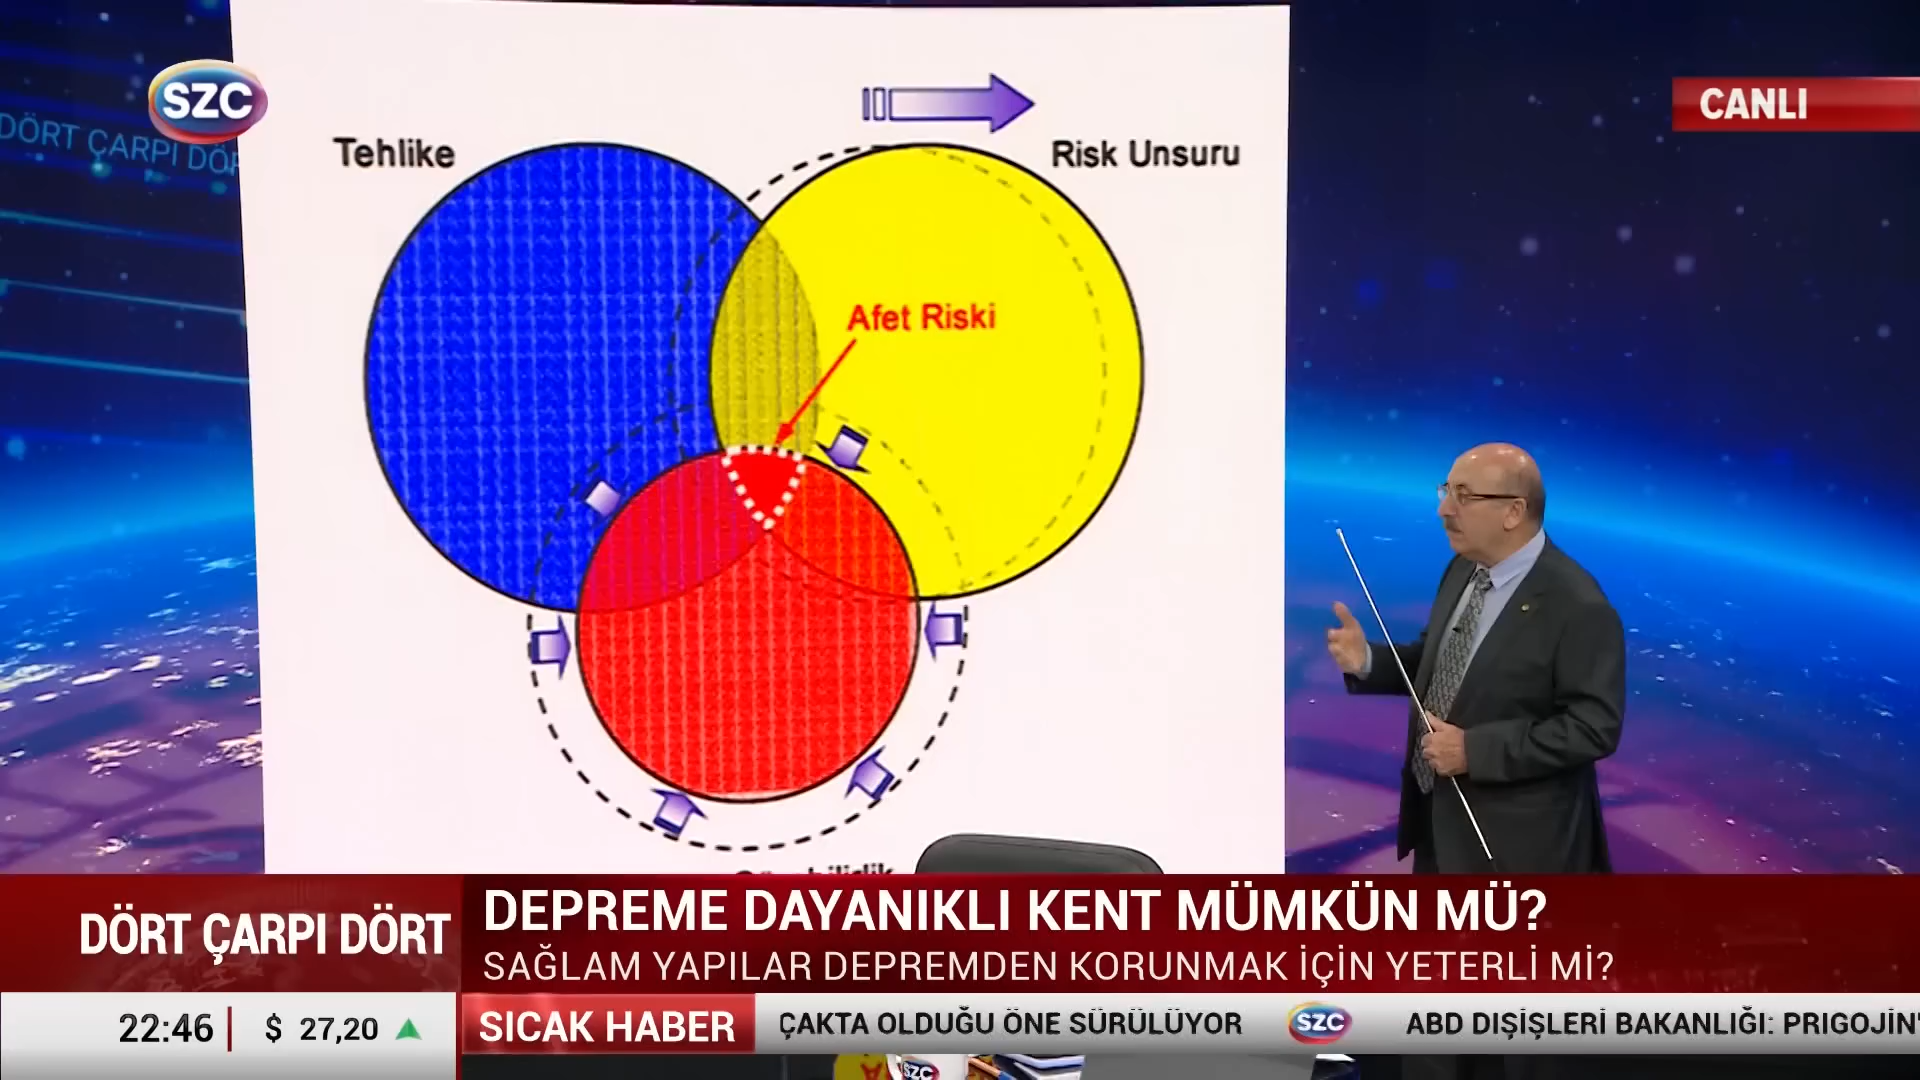 SZC
CANLI
DÖRT ÇARPI DÖR
Tehlike
Risk Unsuru
Afet Riski
DÖRT ÇARPI DÖRT
DEPREME DAYANIKLI KENT MÜMKÜN MÜ?
SAĞLAM YAPILAR DEPREMDEN KORUNMAK İÇİN YETERLİ Mİ?
22:46
$ 27,20
SICAK HABER
ÇAKTA OLDUĞU ÖNE SÜRÜLÜYOR
SZC
ABD DIŞİŞLERİ BAKANLIĞI: PRIGOJİN'
SZC